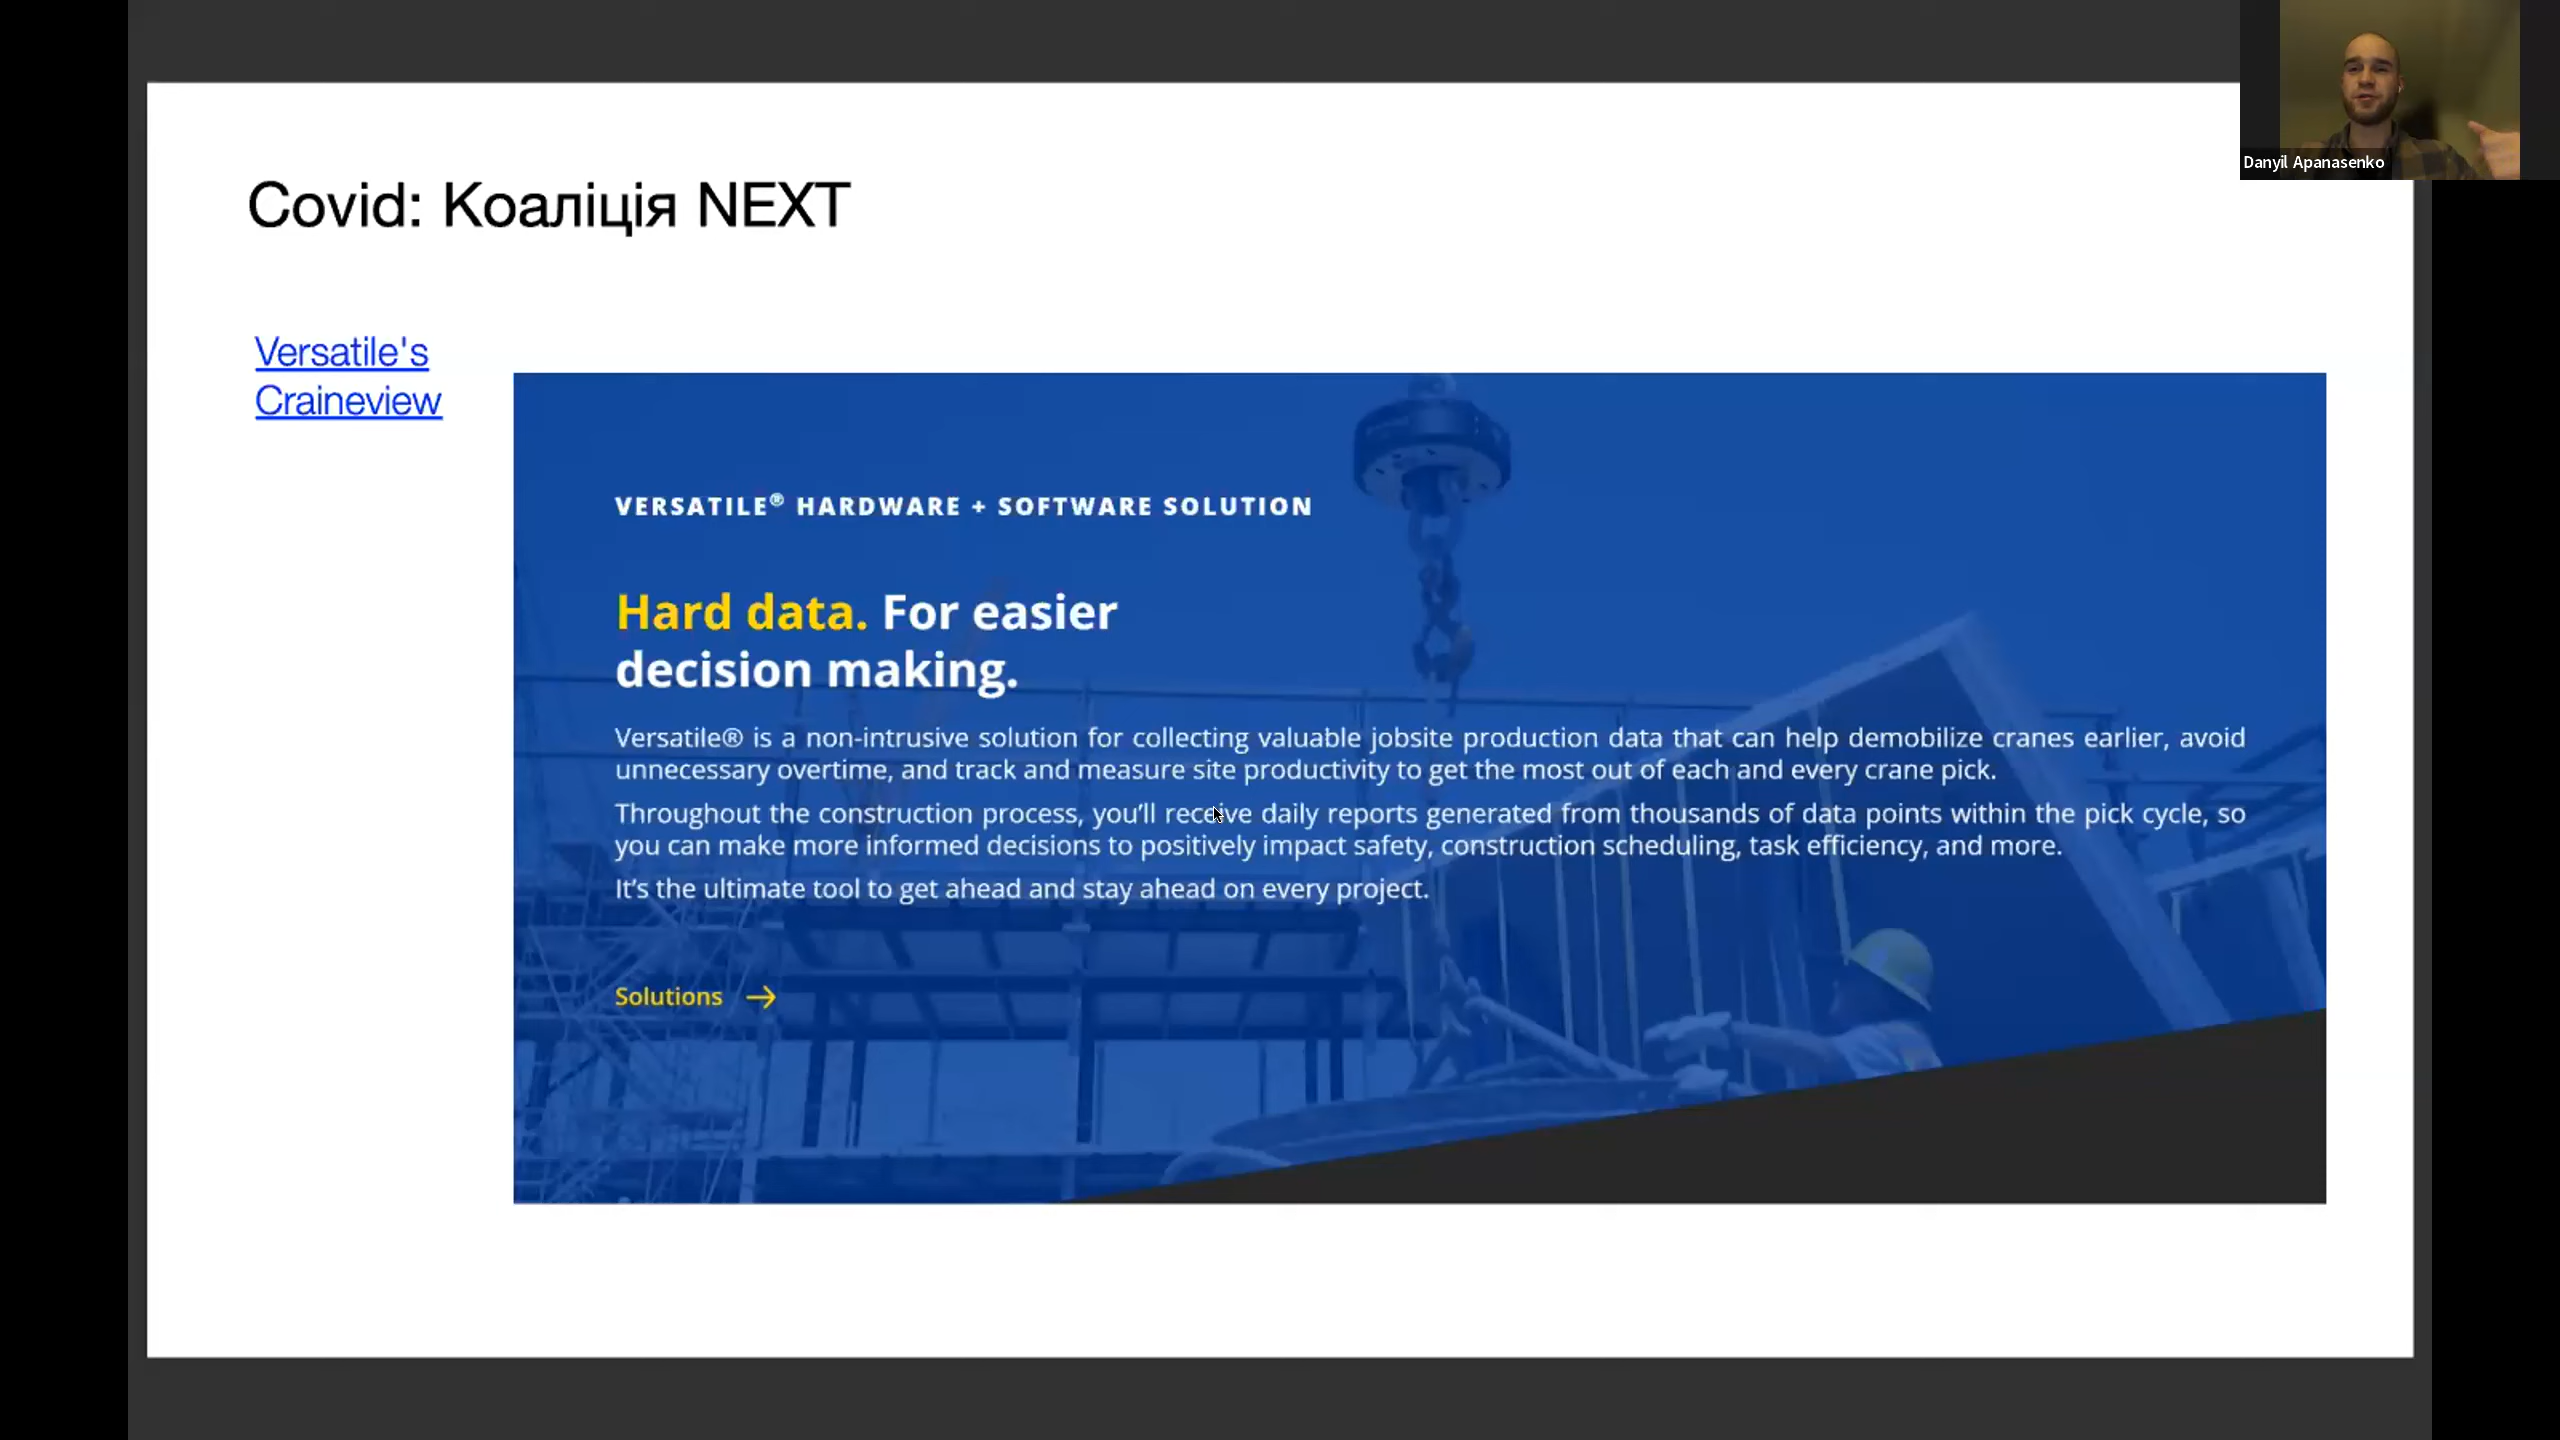 Danyil Apanasenko
Covid: Коаліція NEXT
Versatile's
Craineview
VERSATILE® HARDWARE + SOFTWARE SOLUTION
Hard data. For easier
decision making.
Versatile® is a non-intrusive solution for collecting valuable jobsite production data that can help demobilize cranes earlier, avoid
unnecessary overtime, and track and measure site productivity to get the most out of each and every crane pick.
Throughout the construction process, you’ll receive daily reports generated from thousands of data points within the pick cycle, so
you can make more informed decisions to positively impact safety, construction scheduling, task efficiency, and more.
It’s the ultimate tool to get ahead and stay ahead on every project.
Solutions →